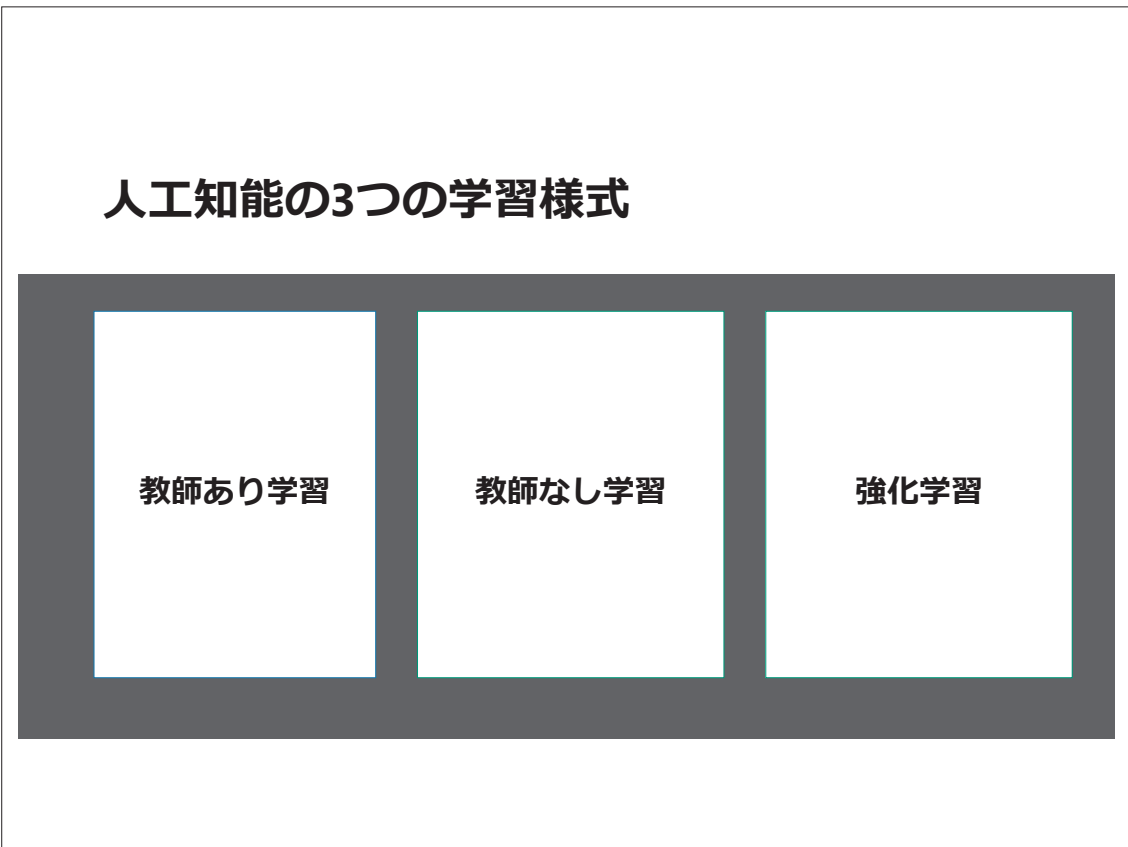 人工知能の3つの学習様式
教師あり学習
教師なし学習
強化学習